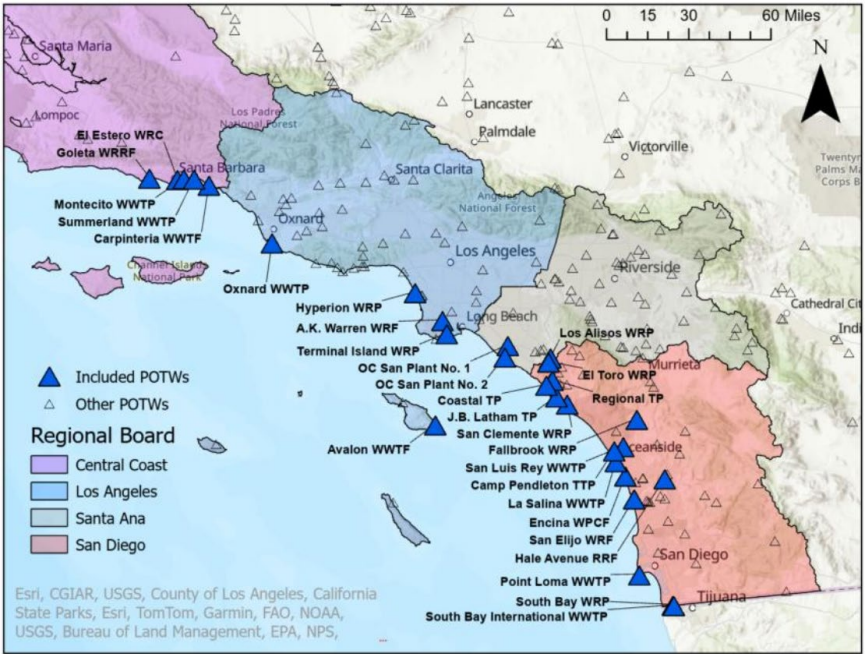 0 15 30 60 Miles
N
Santa Maria
Lompoc
Los Padres
National Forest
Lancaster
Palmdale
Victorville
Twentyn
Palms Ma
Corps B
El Estero WRC
Goleta WRRF
Santa Barbara
Santa Clarita
Angeles
National Forest
Montecito WWTP
Summerland WWTP
Carpinteria WWTF
Oxnard
Los Angeles
Channel Islands
National Park
Riverside
Oxnard WWTP
Cathedral Cit
Hyperion WRP
Long Beach
Indi
A.K. Warren WRF
Los Alisos WRP
Terminal Island WRP
OC San Plant No. 1
Murrieta
El Toro WRP
OC San Plant No. 2
Coastal TP
Regional TP
J.B. Latham TP
San Clemente WRP
Avalon WWTF
Fallbrook WRP
ceanside
San Luis Rey WWTP
Camp Pendleton TTP
La Salina WWTP
Encina WPCF
San Elijo WRF
Hale Avenue RRF
San Diego
Point Loma WWTP
South Bay WRP
Tijuana
South Bay International WWTP
Included POTWs
Other POTWs
Regional Board
Central Coast
Los Angeles
Santa Ana
San Diego
Esri, CGIAR, USGS, County of Los Angeles, California
State Parks, Esri, TomTom, Garmin, FAO, NOAA,
USGS, Bureau of Land Management, EPA, NPS,
...